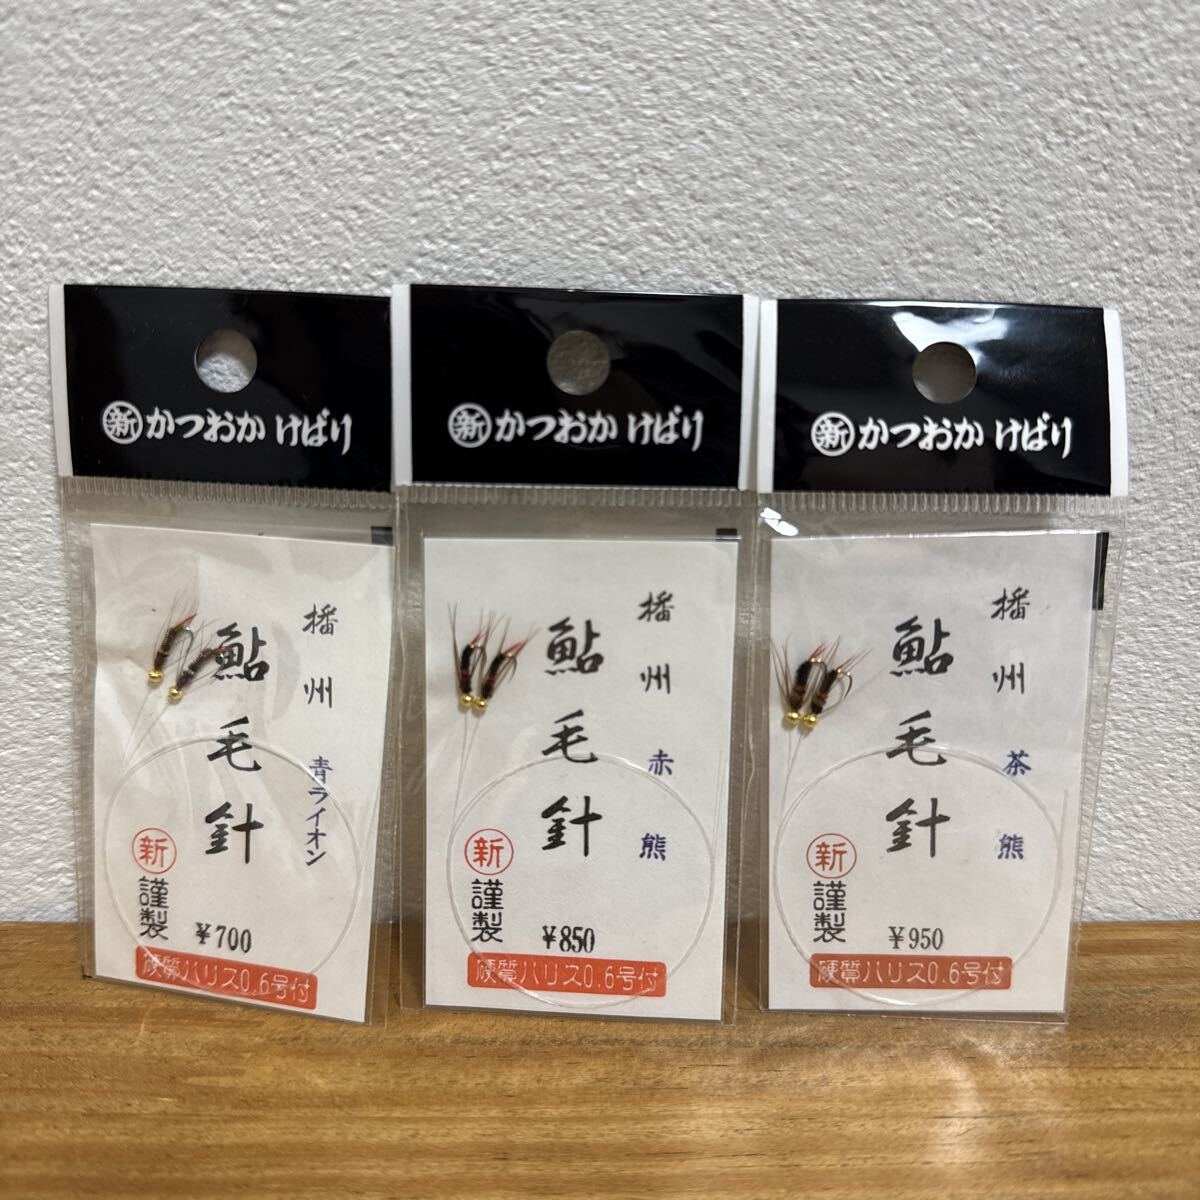 新 かつおか けばり
播州
鮎毛針
青ライオン
新
謹製
¥700
硬質ハリス0.6号付
新 かつおか けばり
播州
鮎毛針
赤熊
新
謹製
¥850
硬質ハリス0.6号付
新 かつおか けばり
播州
鮎毛針
茶熊
新
謹製
¥950
硬質ハリス0.6号付